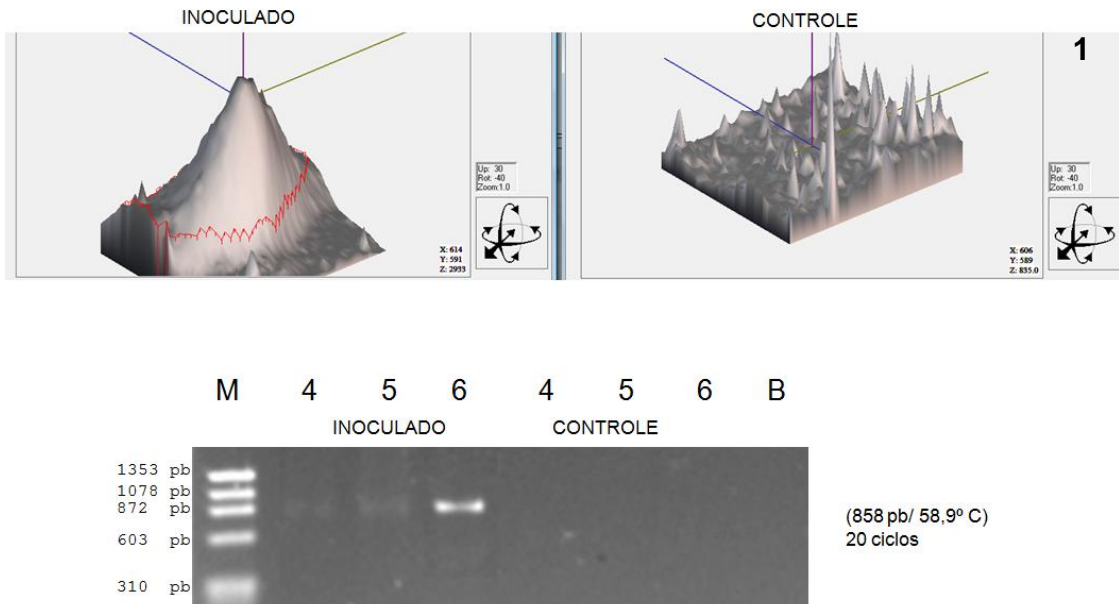 INOCULADO
CONTROLE
1
Up: 30
Rot: -40
Zoom:1.0
X: 614
Y: 591
Z: 2933
Up: 30
Rot: -40
Zoom:1.0
X: 606
Y: 589
Z: 835.0
M 4 5 6 4 5 6 B
INOCULADO CONTROLE
1353 pb
1078 pb
872 pb
603 pb
310 pb
(858 pb/ 58,9º C)
20 ciclos